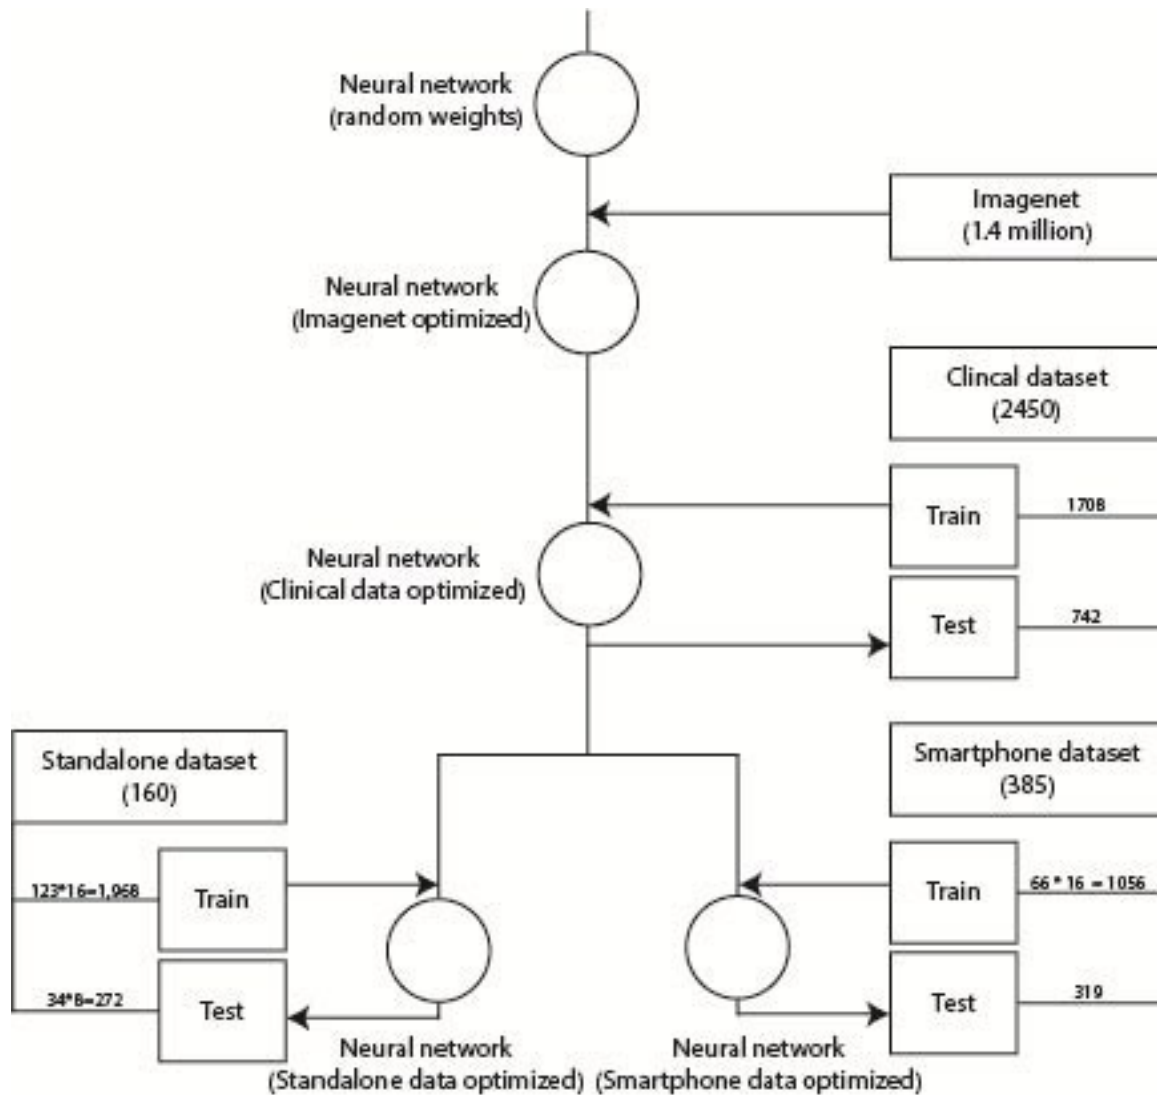 Neural network
(random weights)
Imagenet
(1.4 million)
Neural network
(Imagenet optimized)
Clincal dataset
(2450)
Train
1708
Neural network
(Clinical data optimized)
Test
742
Standalone dataset
(160)
Smartphone dataset
(385)
123*16=1,968
Train
Train
66 * 16 = 1056
34*8=272
Test
Test
319
Neural network
(Standalone data optimized)
Neural network
(Smartphone data optimized)